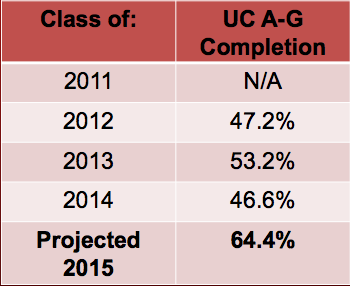 Class of: UC A-G
Completion
2011 N/A
2012 47.2%
2013 53.2%
2014 46.6%
Projected 64.4%
2015